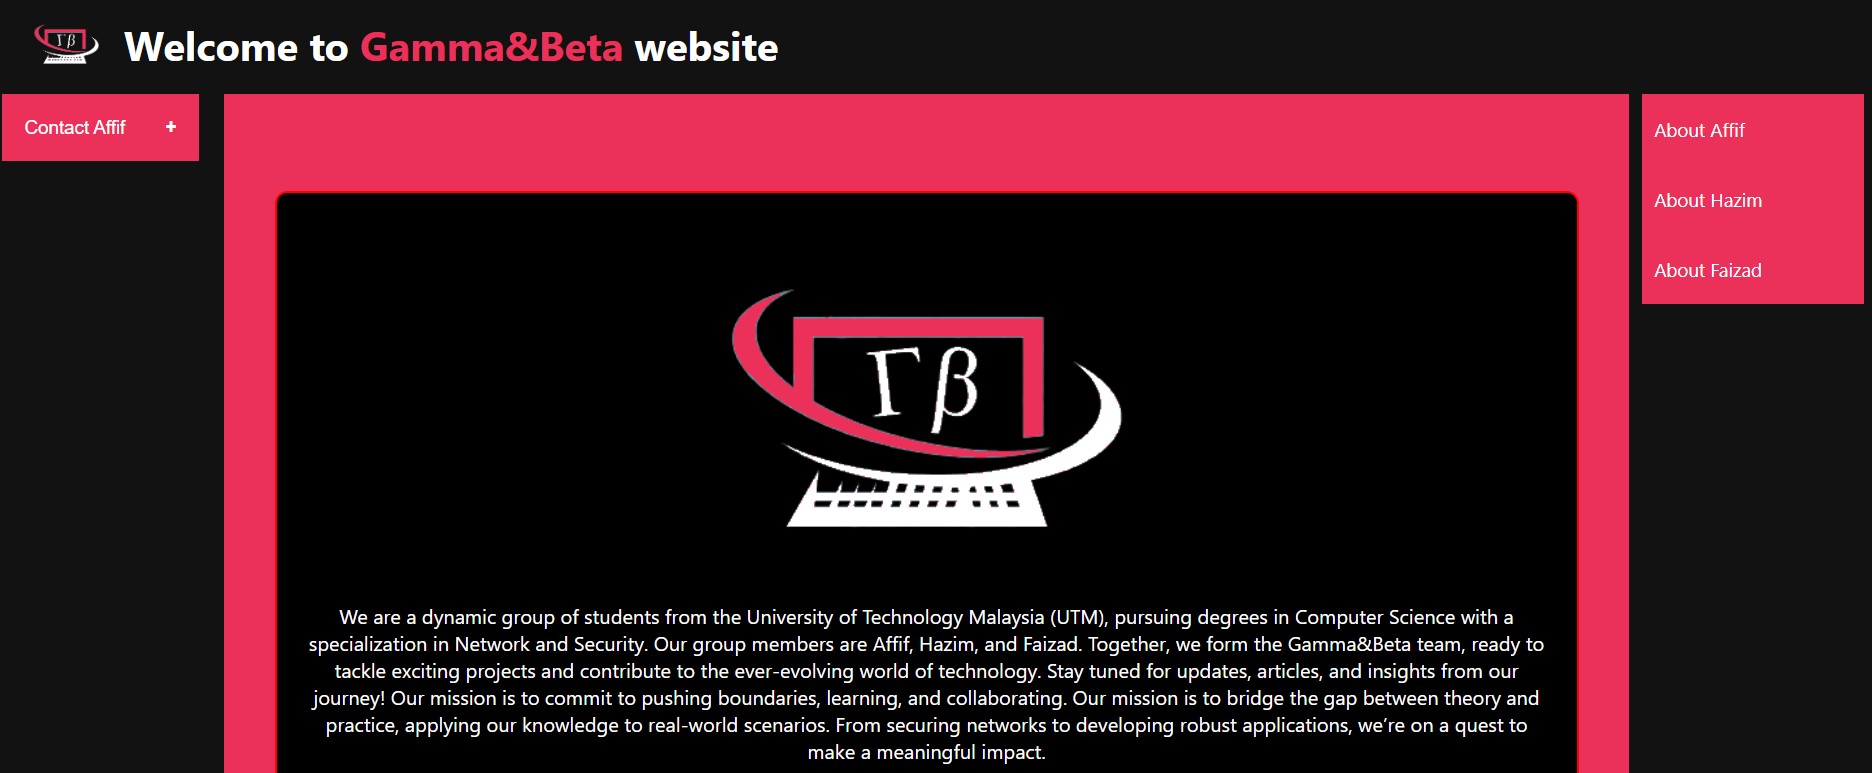 Γβ
Welcome to Gamma&Beta website
Contact Affif +
About Affif
About Hazim
About Faizad
Γβ
We are a dynamic group of students from the University of Technology Malaysia (UTM), pursuing degrees in Computer Science with a
specialization in Network and Security. Our group members are Affif, Hazim, and Faizad. Together, we form the Gamma&Beta team, ready to
tackle exciting projects and contribute to the ever-evolving world of technology. Stay tuned for updates, articles, and insights from our
journey! Our mission is to commit to pushing boundaries, learning, and collaborating. Our mission is to bridge the gap between theory and
practice, applying our knowledge to real-world scenarios. From securing networks to developing robust applications, we’re on a quest to
make a meaningful impact.